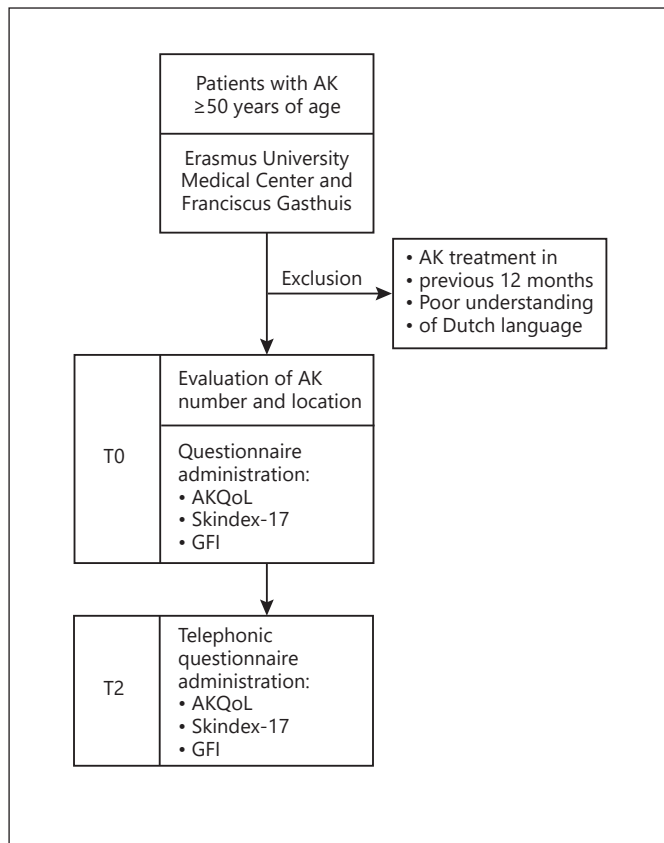 Patients with AK
≥50 years of age
Erasmus University
Medical Center and
Franciscus Gasthuis
Exclusion
• AK treatment in
• previous 12 months
• Poor understanding
• of Dutch language
T0
Evaluation of AK
number and location
Questionnaire
administration:
• AKQoL
• Skindex-17
• GFI
T2
Telephonic
questionnaire
administration:
• AKQoL
• Skindex-17
• GFI